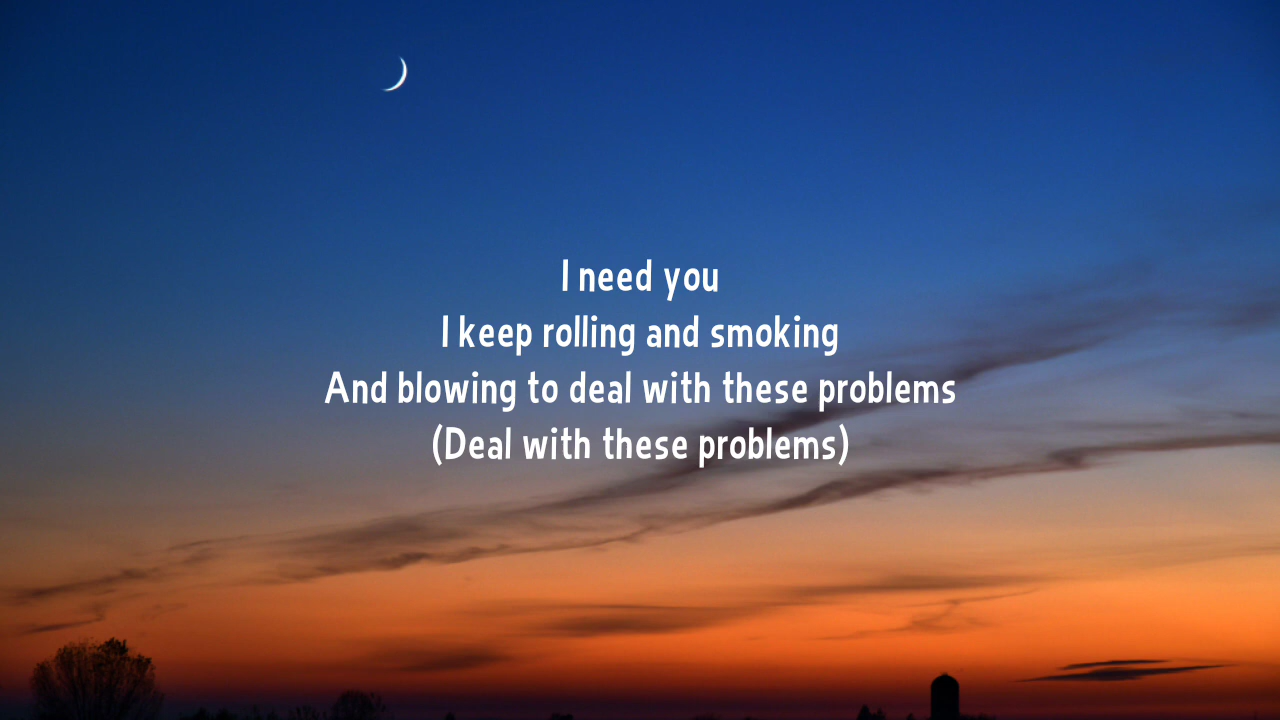 I need you
I keep rolling and smoking
And blowing to deal with these problems
(Deal with these problems)